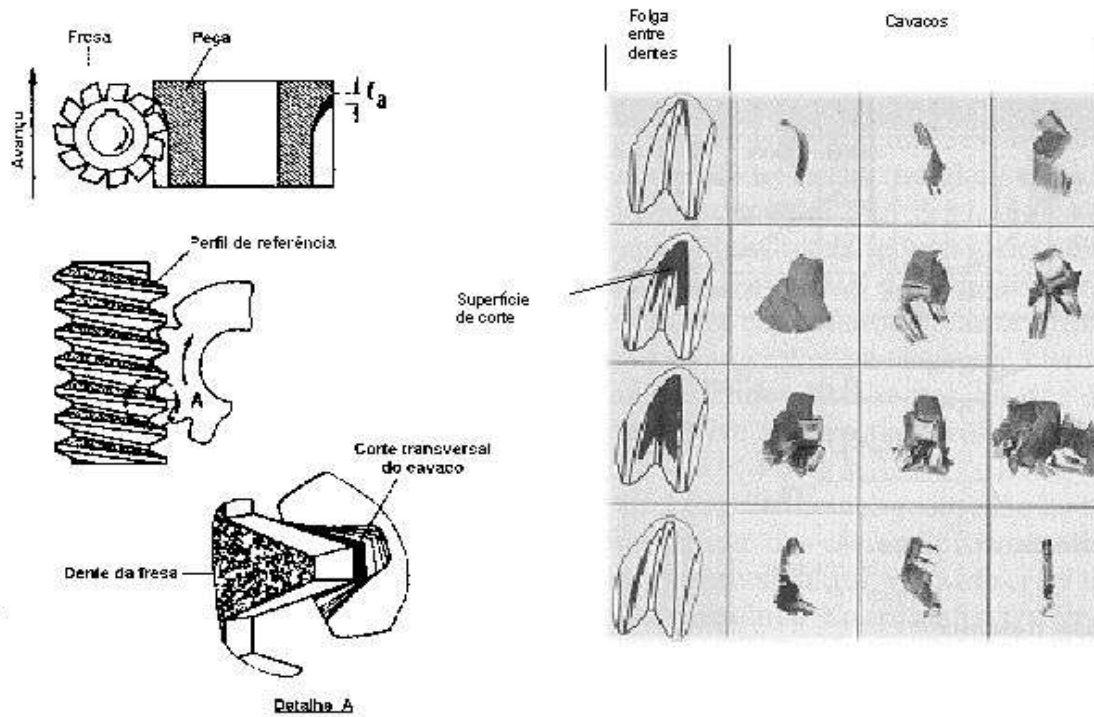 Fresa
Peça
fa
Avanço
Perfil de referência
A
Corte transversal
do cavaco
Dente da fresa
Detalhe A
Folga
entre
dentes
Cavacos
Superfície
de corte